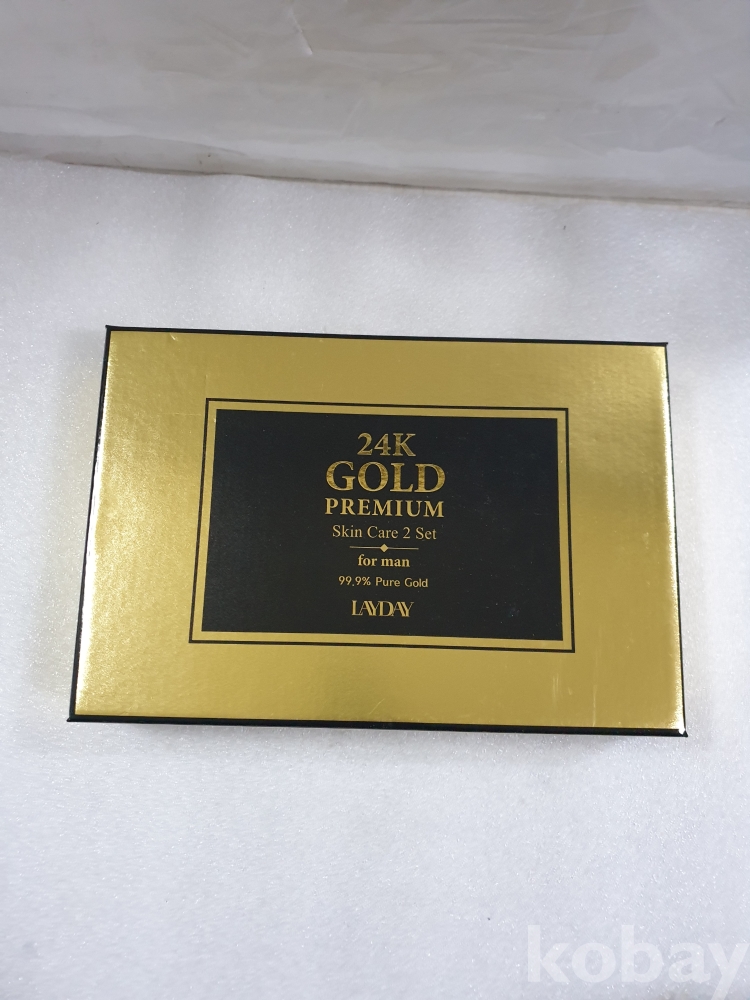 24K
GOLD
PREMIUM
Skin Care 2 Set
for man
99.9% Pure Gold
LAYDAY
kobay